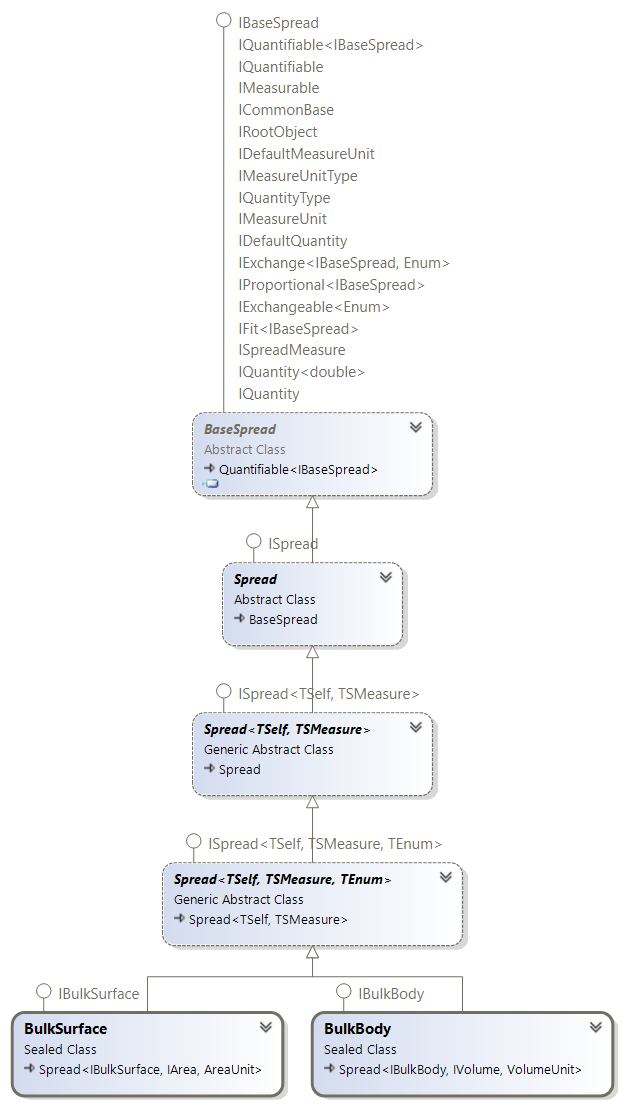 IBaseSpread
IQuantifiable<IBaseSpread>
IQuantifiable
IMeasurable
ICommonBase
IRootObject
IDefaultMeasureUnit
IMeasureUnitType
IQuantityType
IMeasureUnit
IDefaultQuantity
IExchange<IBaseSpread, Enum>
IProportional<IBaseSpread>
IExchangeable<Enum>
IFit<IBaseSpread>
ISpreadMeasure
IQuantity<double>
IQuantity
BaseSpread
Abstract Class
Quantifiable<IBaseSpread>
ISpread
Spread
Abstract Class
BaseSpread
ISpread<TSelf, TSMeasure>
Spread<TSelf, TSMeasure>
Generic Abstract Class
Spread
ISpread<TSelf, TSMeasure, TEnum>
Spread<TSelf, TSMeasure, TEnum>
Generic Abstract Class
Spread<TSelf, TSMeasure>
IBulkSurface
BulkSurface
Sealed Class
Spread<IBulkSurface, IArea, AreaUnit>
IBulkBody
BulkBody
Sealed Class
Spread<IBulkBody, IVolume, VolumeUnit>